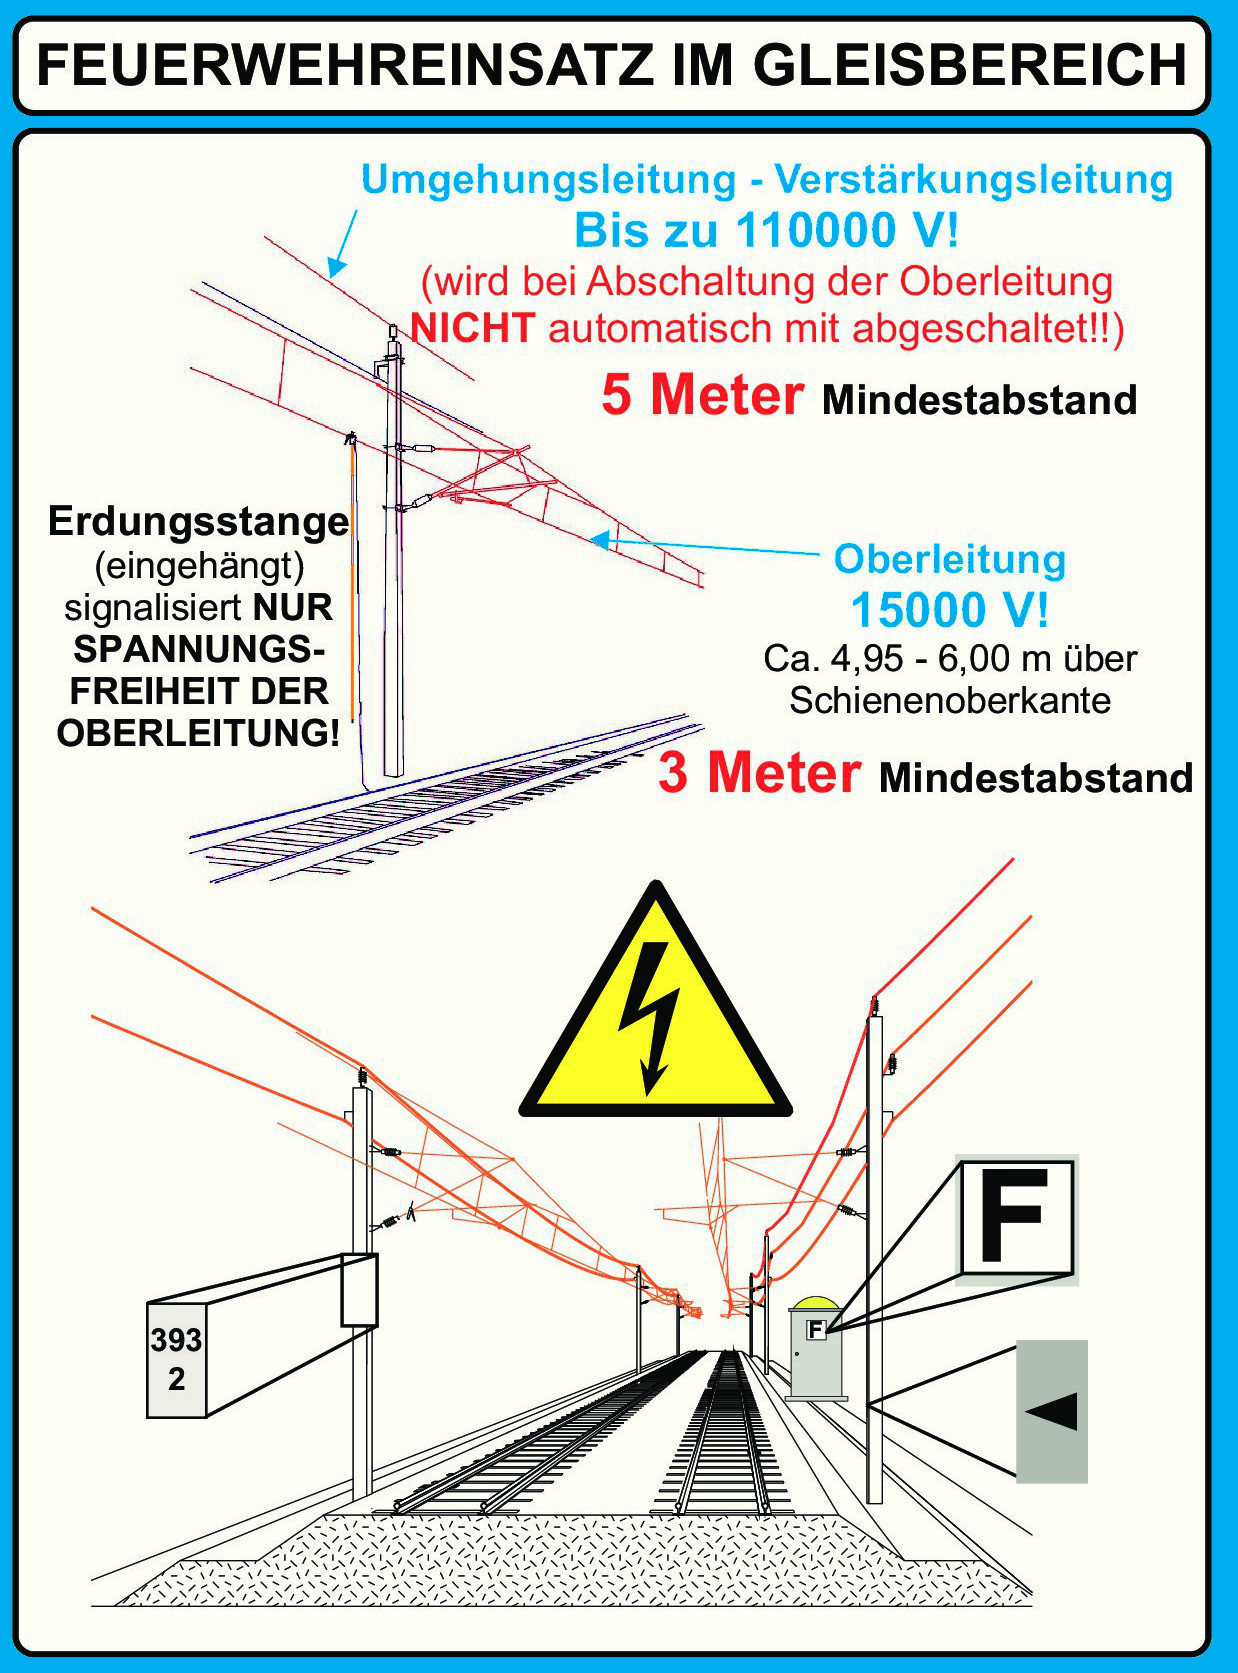 FEUERWEHREINSATZ IM GLEISBEREICH
Umgehungsleitung - Verstärkungsleitung
Bis zu 110000 V!
(wird bei Abschaltung der Oberleitung
NICHT automatisch mit abgeschaltet!!)
5 Meter Mindestabstand
Erdungsstange
(eingehängt)
signalisiert NUR
SPANNUNGS-
FREIHEIT DER
OBERLEITUNG!
Oberleitung
15000 V!
Ca. 4,95 - 6,00 m über
Schienenoberkante
3 Meter Mindestabstand
F
F
393
2